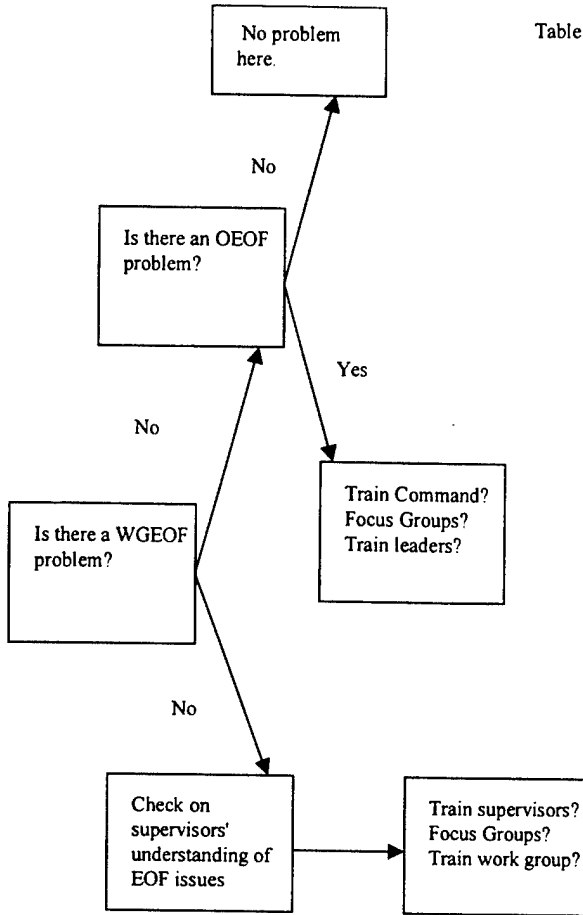 No problem
here.
Table
No
Is there an OEOF
problem?
Yes
No
Train Command?
Focus Groups?
Train leaders?
Is there a WGEOF
problem?
No
Check on
supervisors'
understanding of
EOF issues
Train supervisors?
Focus Groups?
Train work group?